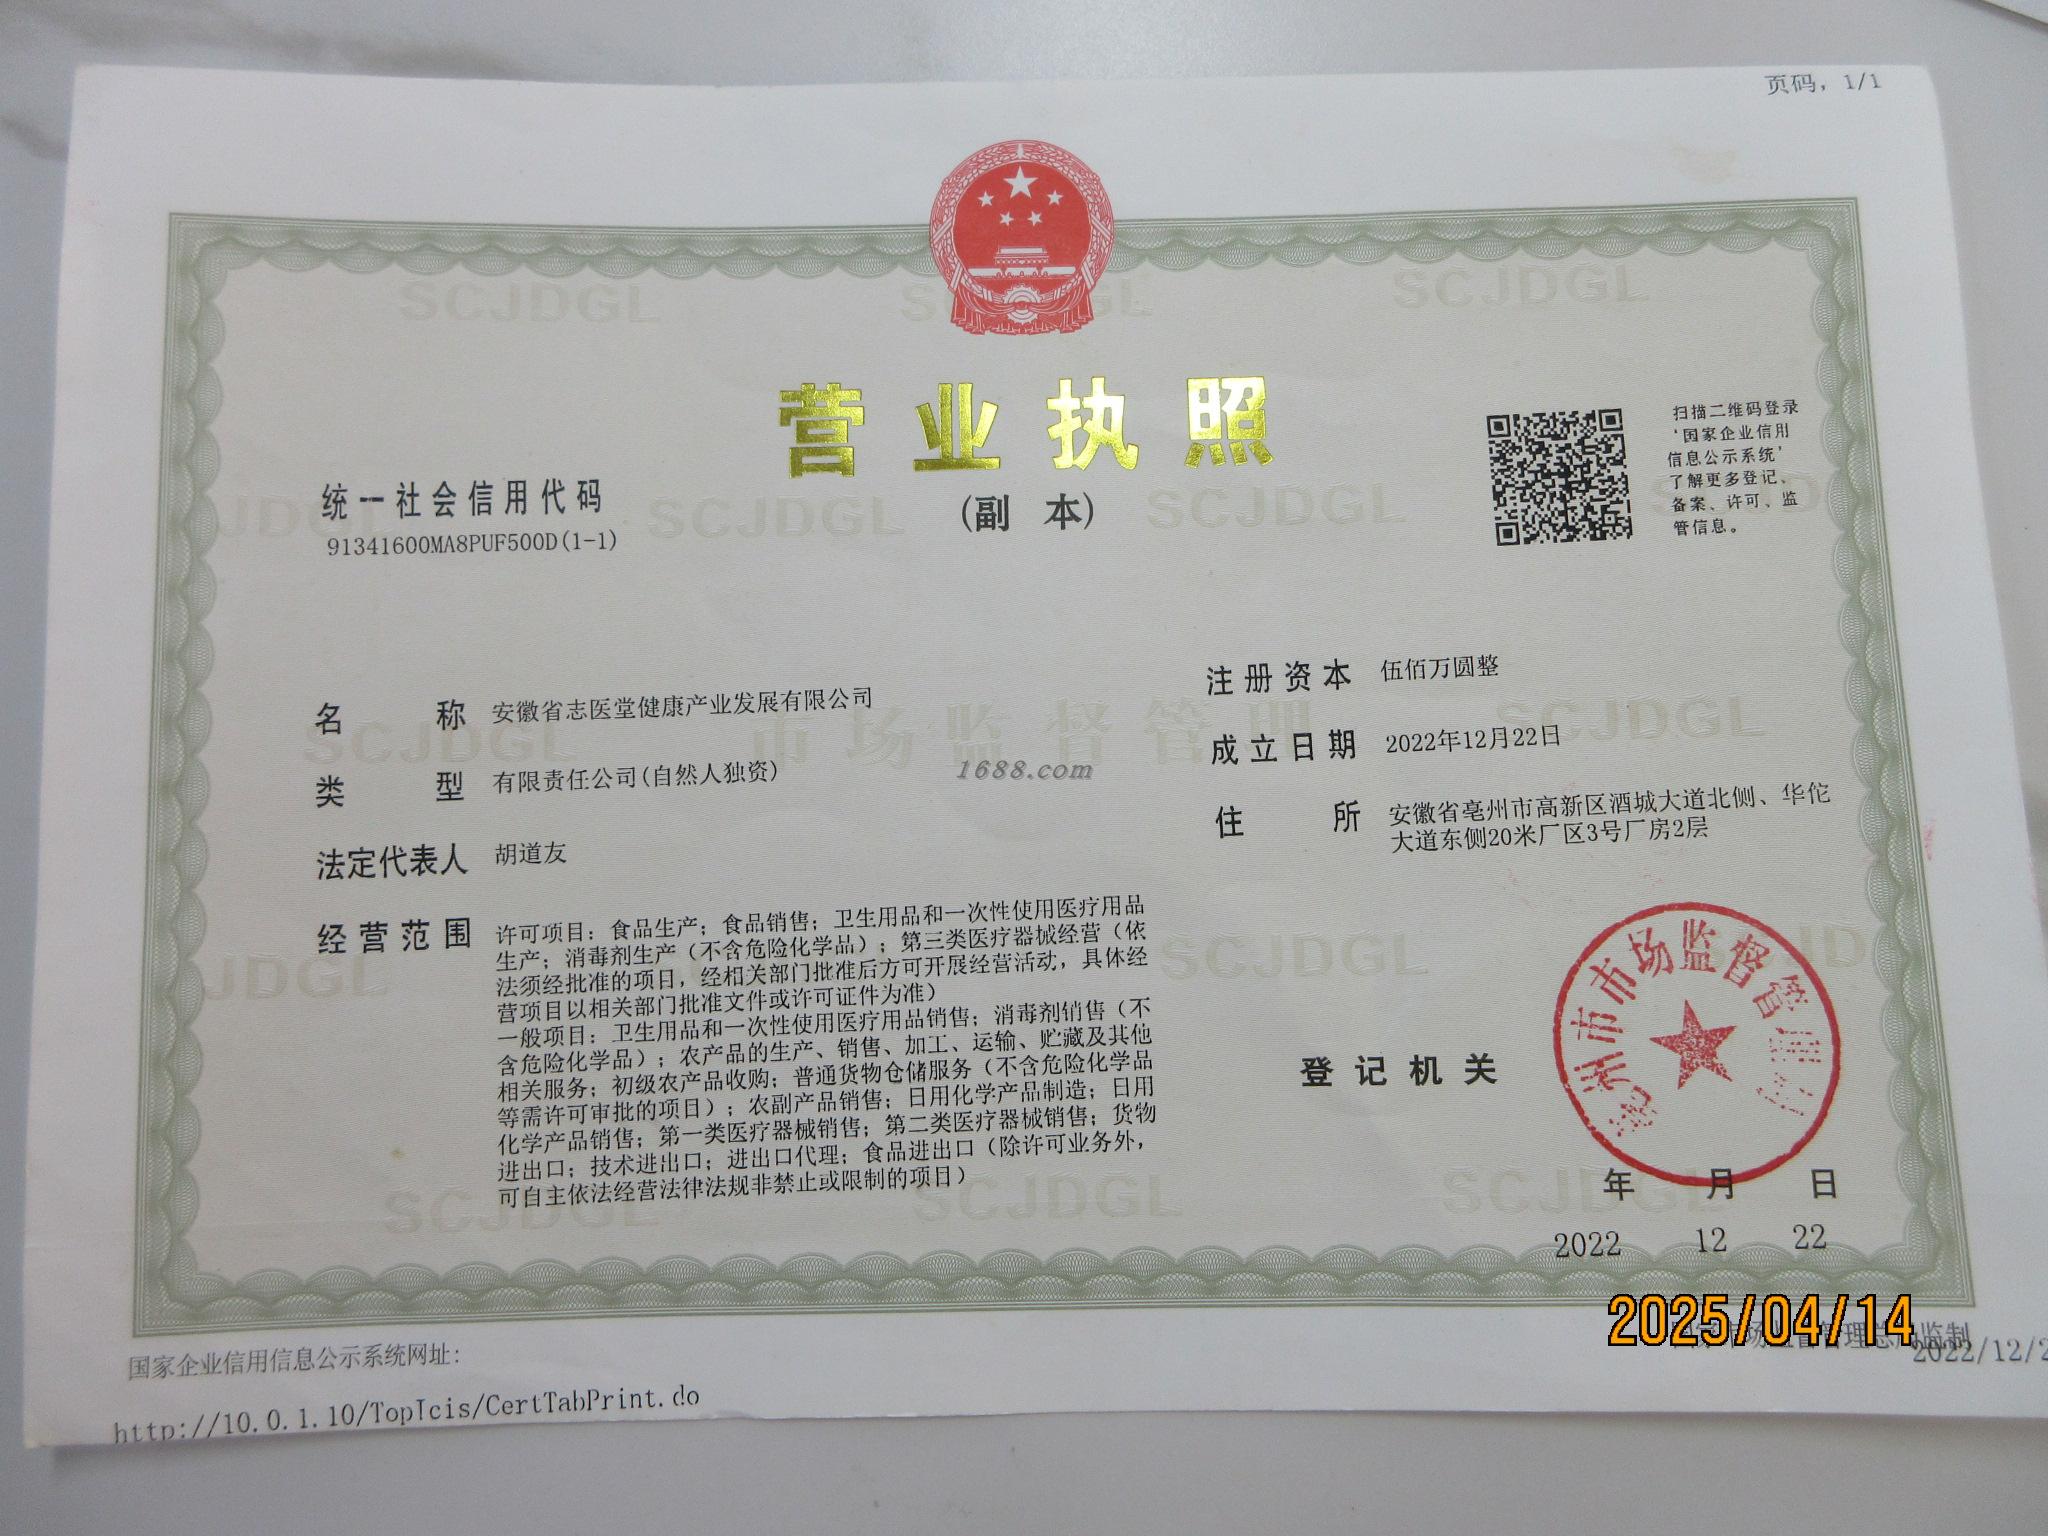 页码, 1/1
营业执照
(副 本)
统一社会信用代码
91341600MA8PUF500D(1-1)
扫描二维码登录
'国家企业信用
信息公示系统'
了解更多登记、
备案、许可、监
管信息。
名称 安徽省志医堂健康产业发展有限公司
类型 有限责任公司(自然人独资)
法定代表人 胡道友
经营范围 许可项目：食品生产；食品销售；卫生用品和一次性使用医疗用品
生产；消毒剂生产（不含危险化学品）；第三类医疗器械经营（依
法须经批准的项目，经相关部门批准后方可开展经营活动，具体经
营项目以相关部门批准文件或许可证件为准）
一般项目：卫生用品和一次性使用医疗用品销售；消毒剂销售（不
含危险化学品）；农产品的生产、销售、加工、运输、贮藏及其他
相关服务；初级农产品收购；普通货物仓储服务（不含危险化学品
等需许可审批的项目）；农副产品销售；日用化学产品制造；日用
化学产品销售；第一类医疗器械销售；第二类医疗器械销售；货物
进出口；技术进出口；进出口代理；食品进出口（除许可业务外，
可自主依法经营法律法规非禁止或限制的项目）
注册资本 伍佰万圆整
成立日期 2022年12月22日
住所 安徽省亳州市高新区酒城大道北侧、华佗
大道东侧20米厂区3号厂房2层
1688.com
市场监督管理
SCJDGL
登记机关
亳州市市场监督管理局
年 月 日
2022 12 22
2025/04/14
国家企业信用信息公示系统网址:
http://10.0.1.10/TopIcis/CertTabPrint.do
2022/12/2